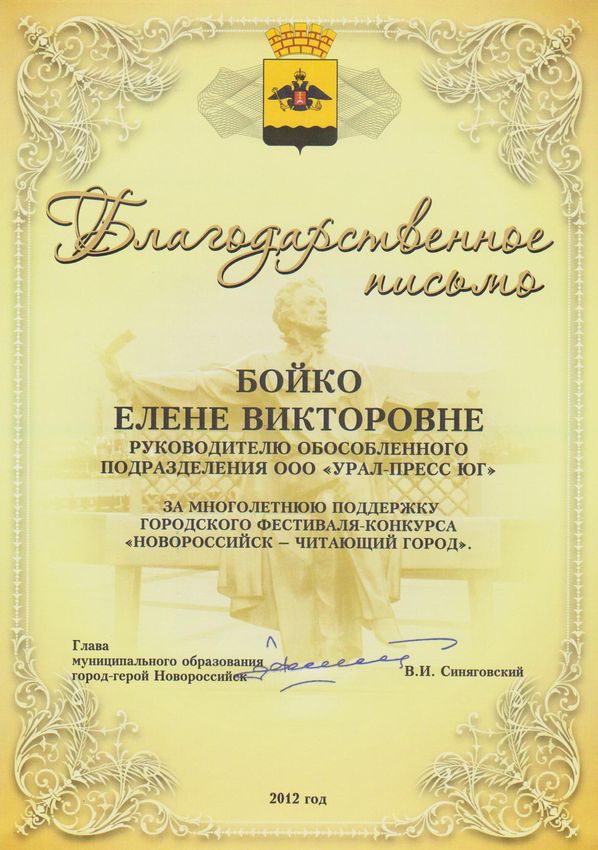 Благодарственное
письмо
БОЙКО
ЕЛЕНЕ ВИКТОРОВНЕ
РУКОВОДИТЕЛЮ ОБОСОБЛЕННОГО
ПОДРАЗДЕЛЕНИЯ ООО «УРАЛ-ПРЕСС ЮГ»
ЗА МНОГОЛЕТНЮЮ ПОДДЕРЖКУ
ГОРОДСКОГО ФЕСТИВАЛЯ-КОНКУРСА
«НОВОРОССИЙСК – ЧИТАЮЩИЙ ГОРОД».
Глава
муниципального образования
город-герой Новороссийск
В.И. Синяговский
2012 год